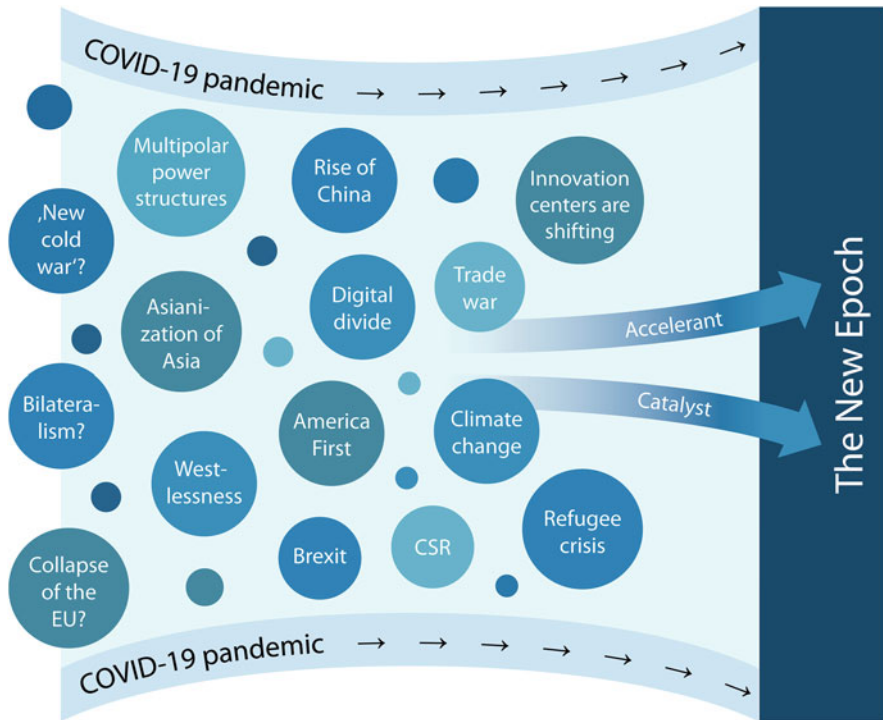 COVID-19 pandemic → → → → → → →
Multipolar
power
structures
Rise of
China
Innovation
centers are
shifting
‚New
cold
war‘?
Asiani-
zation of
Asia
Digital
divide
Trade
war
Accelerant
Bilatera-
lism?
America
First
Climate
change
Catalyst
West-
lessness
Collapse
of the
EU?
Brexit
CSR
Refugee
crisis
COVID-19 pandemic → → → → → → →
The New Epoch